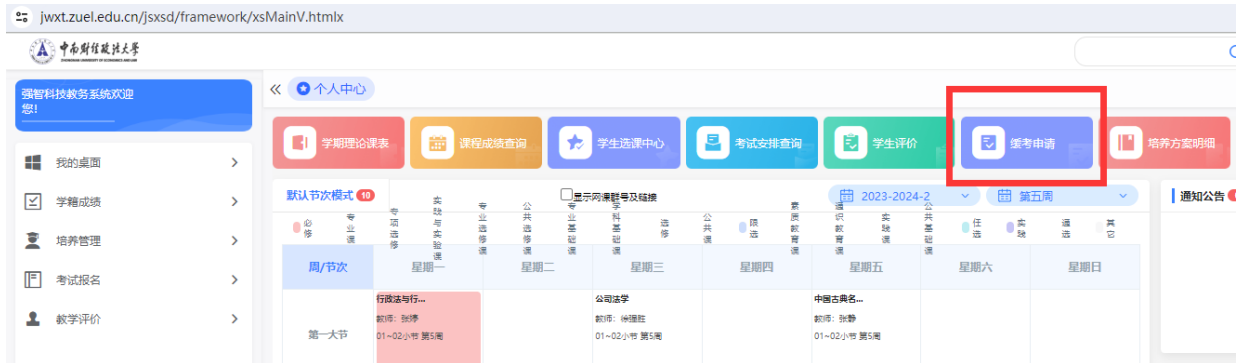 jwxt.zuel.edu.cn/jsxsd/framework/xsMainV.htmlx
中南财经政法大学
ZHONGNAN UNIVERSITY OF ECONOMICS AND LAW
强智科技教务系统欢迎
您!
个人中心
学期理论课表
课程成绩查询
学生选课中心
考试安排查询
学生评价
缓考申请
培养方案明细
我的桌面
学籍成绩
培养管理
考试报名
教学评价
默认节次模式 10
显示网课群号及链接
2023-2024-2
第五周
通知公告
必修
专业课
专项选修
实践与实验课
专业选修课
公共选修课
专业基础课
学科基础课
选修
公共课
限选
素质教育课
通识教育课
实践课
公共基础课
任选
实践
通选
其它
周/节次
星期一
星期二
星期三
星期四
星期五
星期六
星期日
第一大节
行政法与行...
教师：张婷
01~02小节 第5周
公司法学
教师：徐强胜
01~02小节 第5周
中国古典名...
教师：张静
01~02小节 第5周